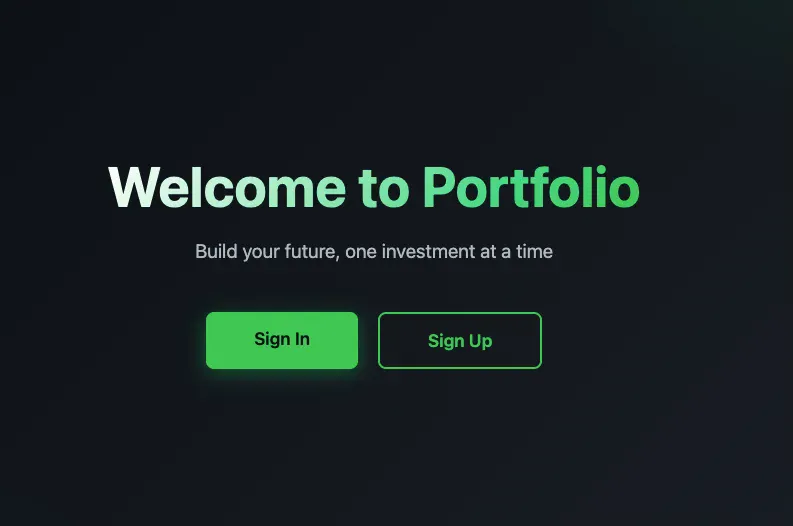 Welcome to Portfolio
Build your future, one investment at a time
Sign In
Sign Up